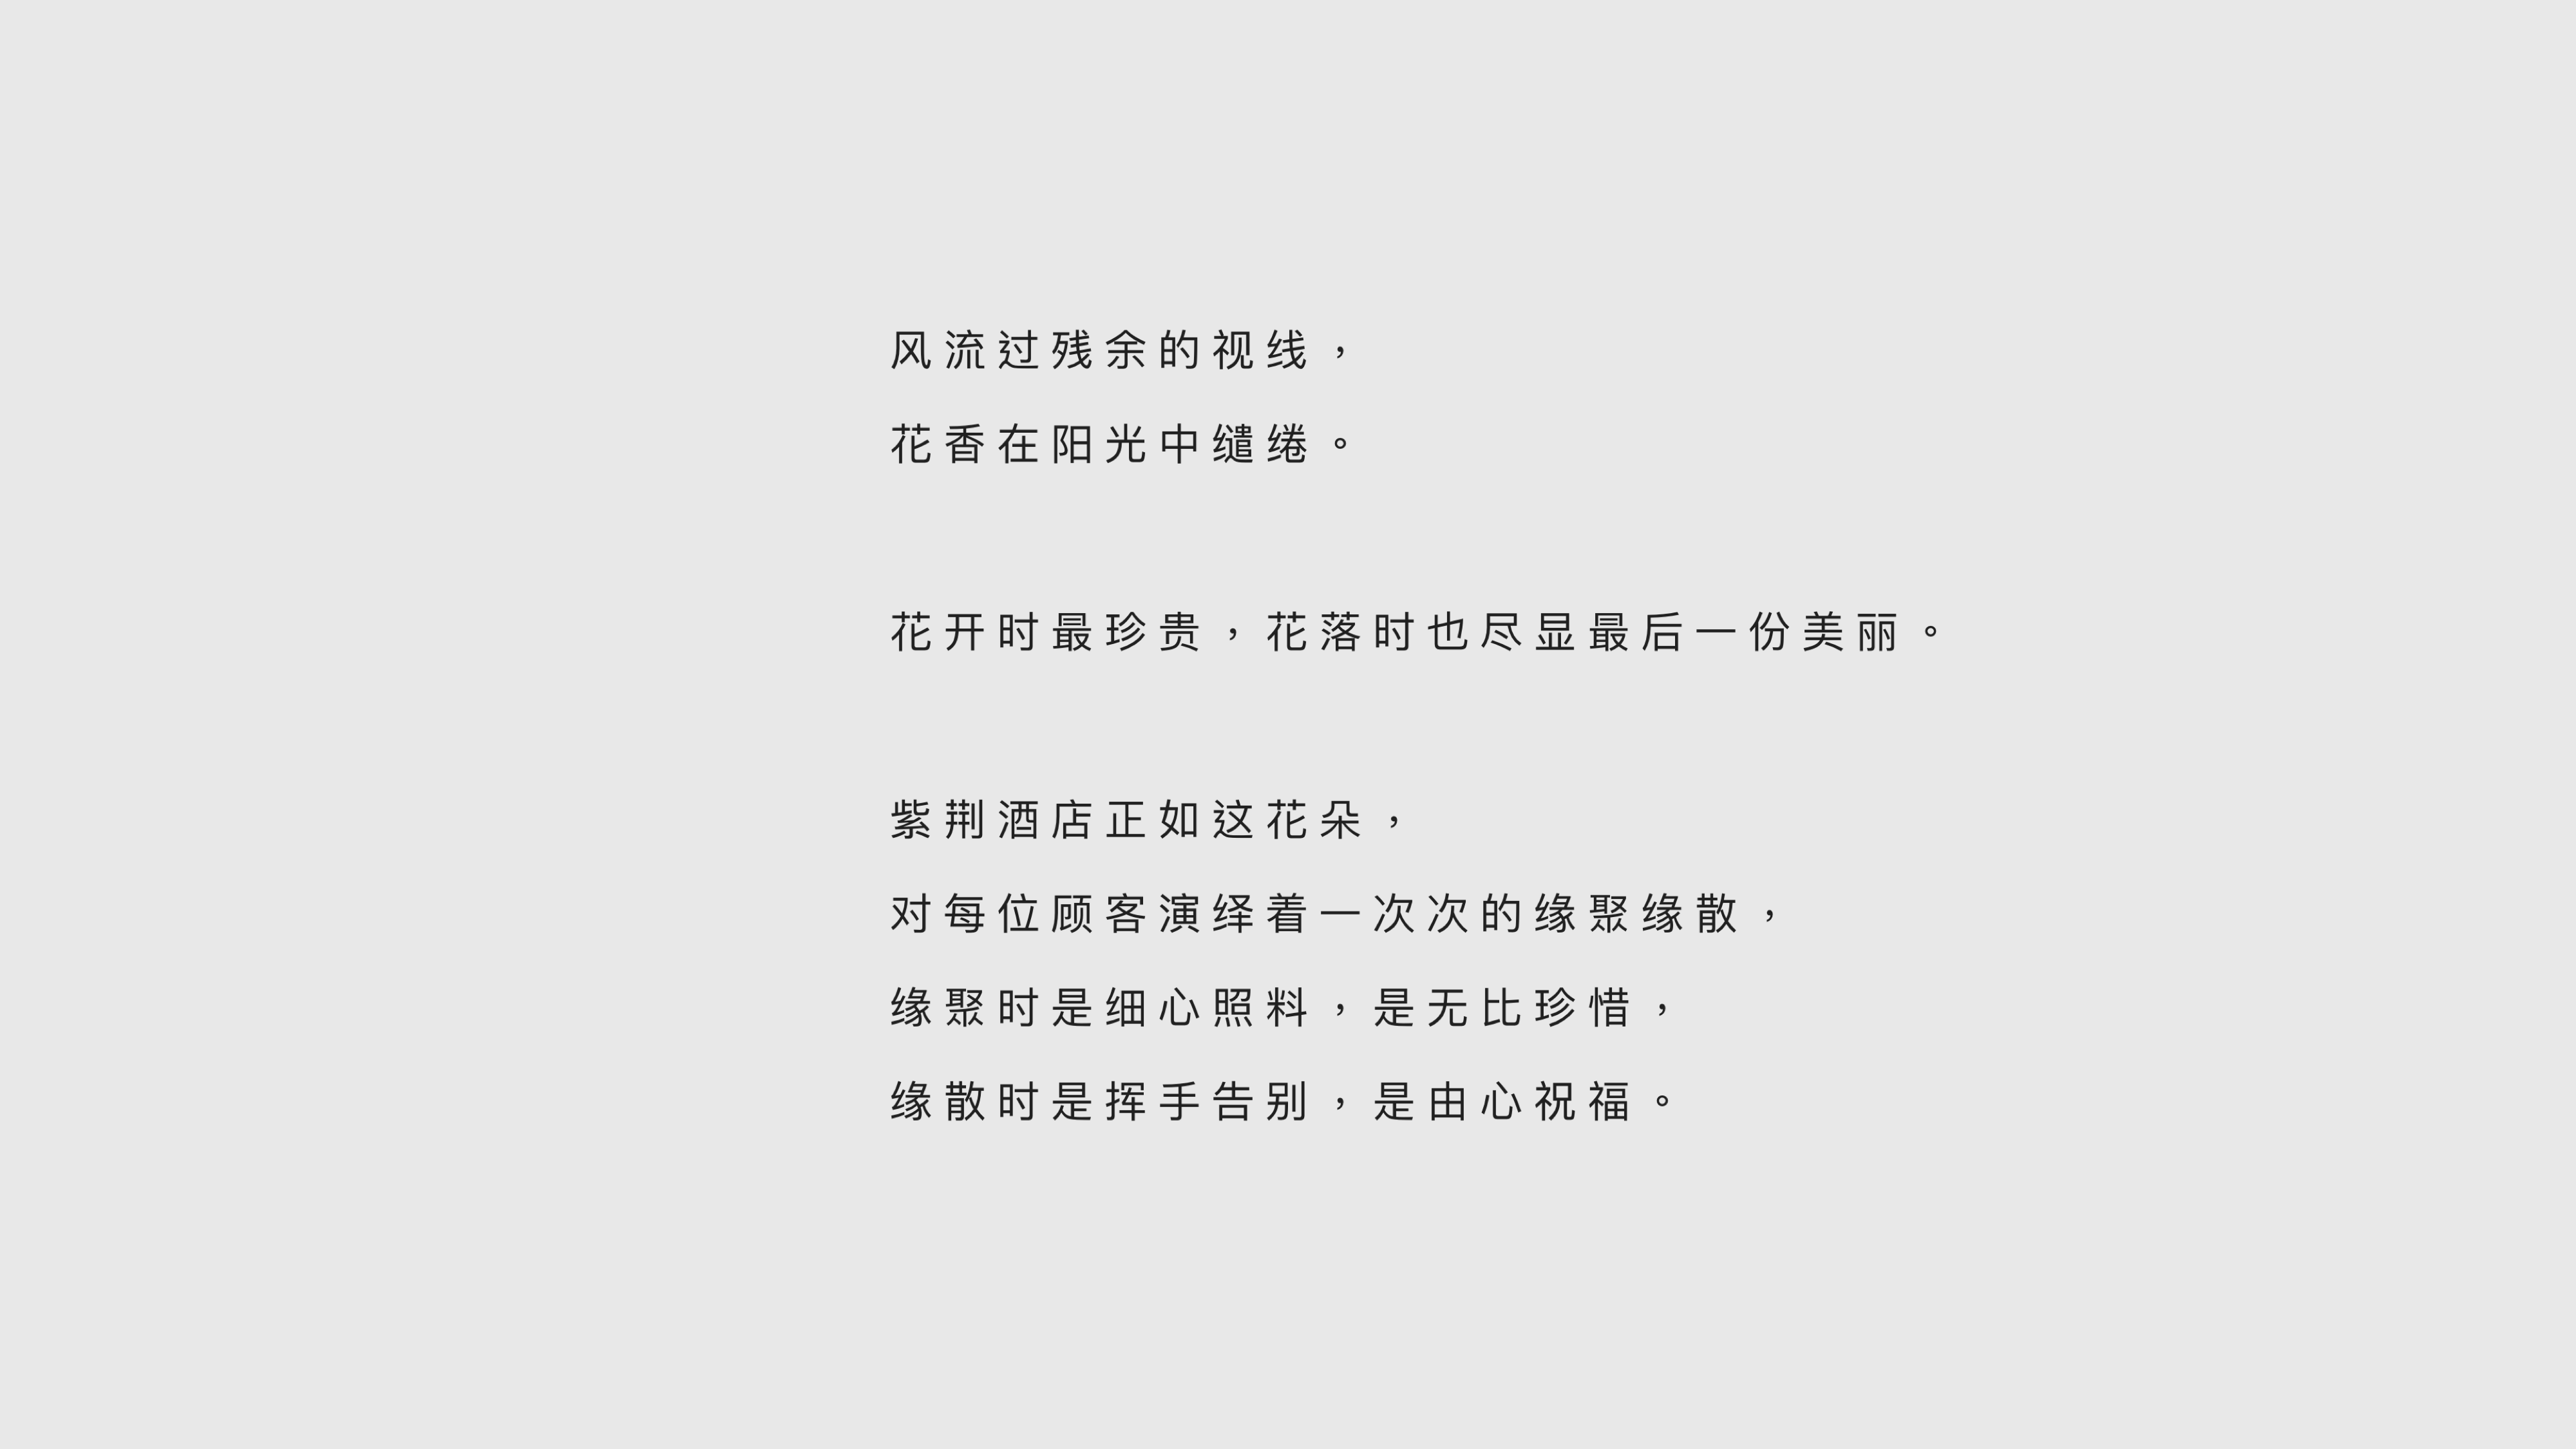 风流过残余的视线，
花香在阳光中缱绻。
花开时最珍贵，花落时也尽显最后一份美丽。
紫荆酒店正如这花朵，
对每位顾客演绎着一次次的缘聚缘散，
缘聚时是细心照料，是无比珍惜，
缘散时是挥手告别，是由心祝福。